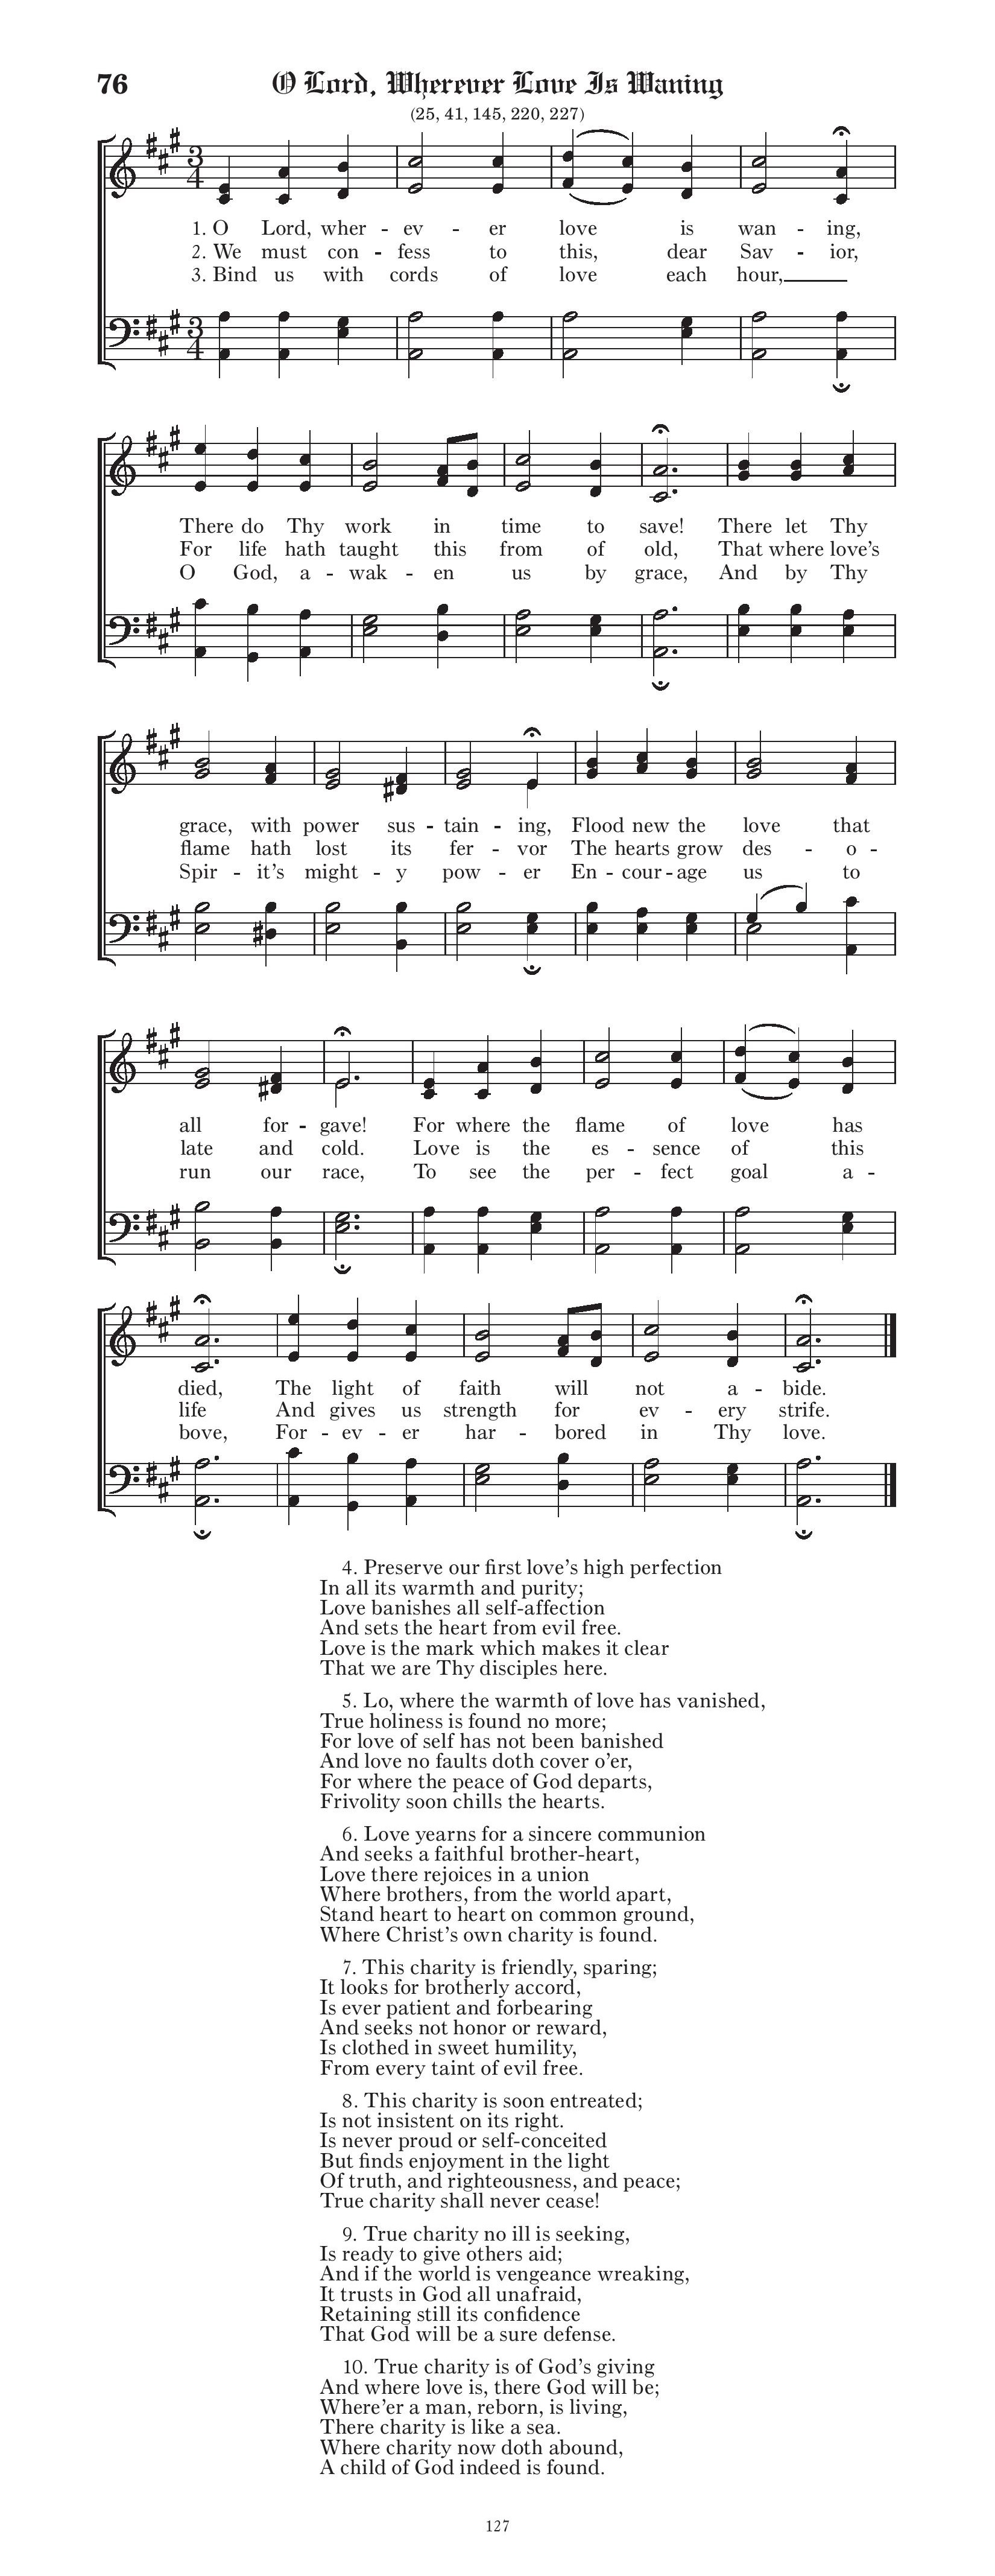 76 O Lord, Wherever Love Is Waning
(25, 41, 145, 220, 227)
1. O Lord, wher - ev - er love is wan - ing,
2. We must con - fess to this, dear Sav - ior,
3. Bind us with cords of love each hour,
There do Thy work in time to save! There let Thy
For life hath taught this from of old, That where love's
O God, a - wak - en us by grace, And by Thy
grace, with power sus - tain - ing, Flood new the love that
flame hath lost its fer - vor The hearts grow des - o -
Spir - it's might - y pow - er En - cour - age us to
all for - gave! For where the flame of love has
late and cold. Love is the es - sence of this
run our race, To see the per - fect goal a -
died, The light of faith will not a - bide.
life And gives us strength for ev - ery strife.
bove, For - ev - er har - bored in Thy love.
4. Preserve our first love's high perfection
In all its warmth and purity;
Love banishes all self-affection
And sets the heart from evil free.
Love is the mark which makes it clear
That we are Thy disciples here.
5. Lo, where the warmth of love has vanished,
True holiness is found no more;
For love of self has not been banished
And love no faults doth cover o'er,
For where the peace of God departs,
Frivolity soon chills the hearts.
6. Love yearns for a sincere communion
And seeks a faithful brother-heart,
Love there rejoices in a union
Where brothers, from the world apart,
Stand heart to heart on common ground,
Where Christ's own charity is found.
7. This charity is friendly, sparing;
It looks for brotherly accord,
Is ever patient and forbearing
And seeks not honor or reward,
Is clothed in sweet humility,
From every taint of evil free.
8. This charity is soon entreated;
Is not insistent on its right.
Is never proud or self-conceited
But finds enjoyment in the light
Of truth, and righteousness, and peace;
True charity shall never cease!
9. True charity no ill is seeking,
Is ready to give others aid;
And if the world is vengeance wreaking,
It trusts in God all unafraid,
Retaining still its confidence
That God will be a sure defense.
10. True charity is of God's giving
And where love is, there God will be;
Where'er a man, reborn, is living,
There charity is like a sea.
Where charity now doth abound,
A child of God indeed is found.
127